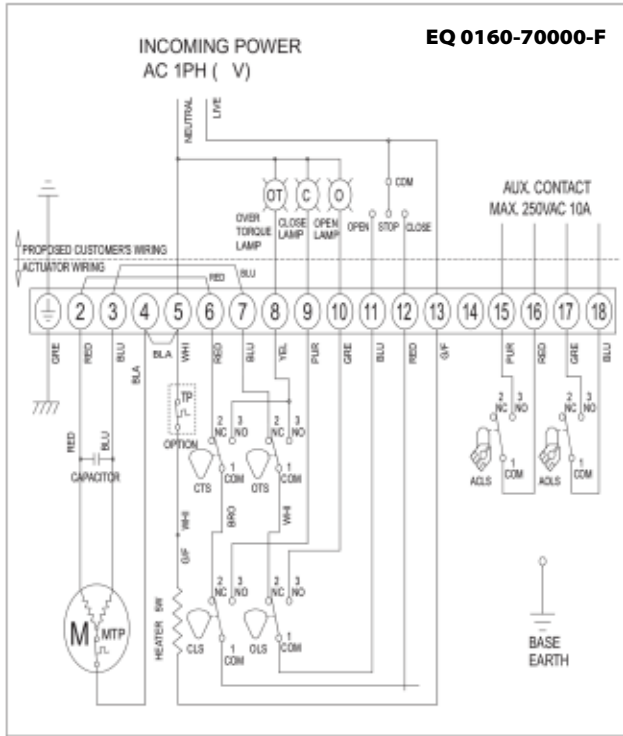 EQ 0160-70000-F
INCOMING POWER
AC 1PH ( V)
NEUTRAL
LIVE
COM
OT
C
O
OVER
TORQUE
LAMP
CLOSE
LAMP
OPEN
LAMP
OPEN
STOP
CLOSE
AUX. CONTACT
MAX. 250VAC 10A
PROPOSED CUSTOMER'S WIRING
ACTUATOR WIRING
RED
BLU
2 3 4 5 6 7 8 9 10 11 12 13 14 15 16 17 18
GRE
RED
BLU
BLA
BLA
WHI
RED
BLU
YEL
PUR
GRE
BLU
RED
G/F
PUR
RED
GRE
BLU
TP
OPTION
RED
BLU
CAPACITOR
2
NC
3
NO
1
COM
CTS
2
NC
3
NO
1
COM
OTS
2
NC
3
NO
1
COM
ACLS
2
NC
3
NO
1
COM
AOLS
BRO
WHI
WHI
G/F
HEATER 5W
M
MTP
2
NC
3
NO
1
COM
CLS
2
NC
3
NO
1
COM
OLS
BASE
EARTH